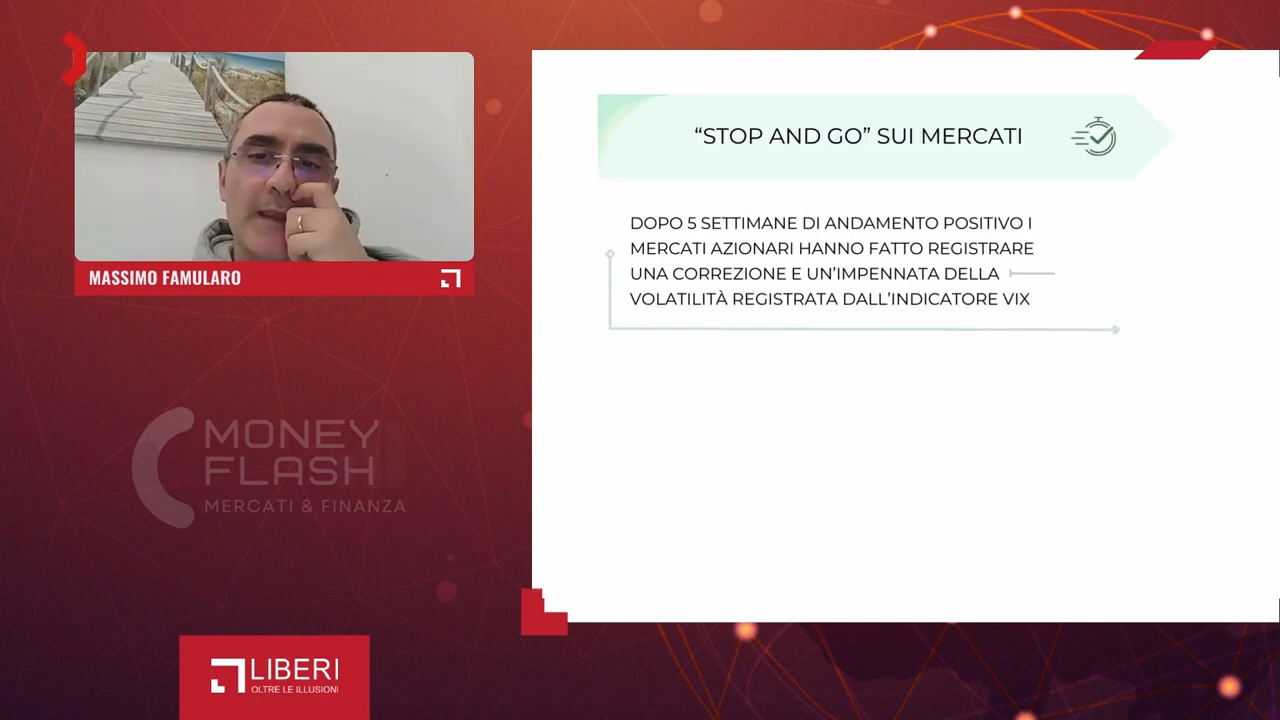 MASSIMO FAMULARO
MONEY
FLASH
MERCATI & FINANZA
LIBERI
OLTRE LE ILLUSIONI
“STOP AND GO” SUI MERCATI
DOPO 5 SETTIMANE DI ANDAMENTO POSITIVO I
MERCATI AZIONARI HANNO FATTO REGISTRARE
UNA CORREZIONE E UN’IMPENNATA DELLA
VOLATILITÀ REGISTRATA DALL’INDICATORE VIX